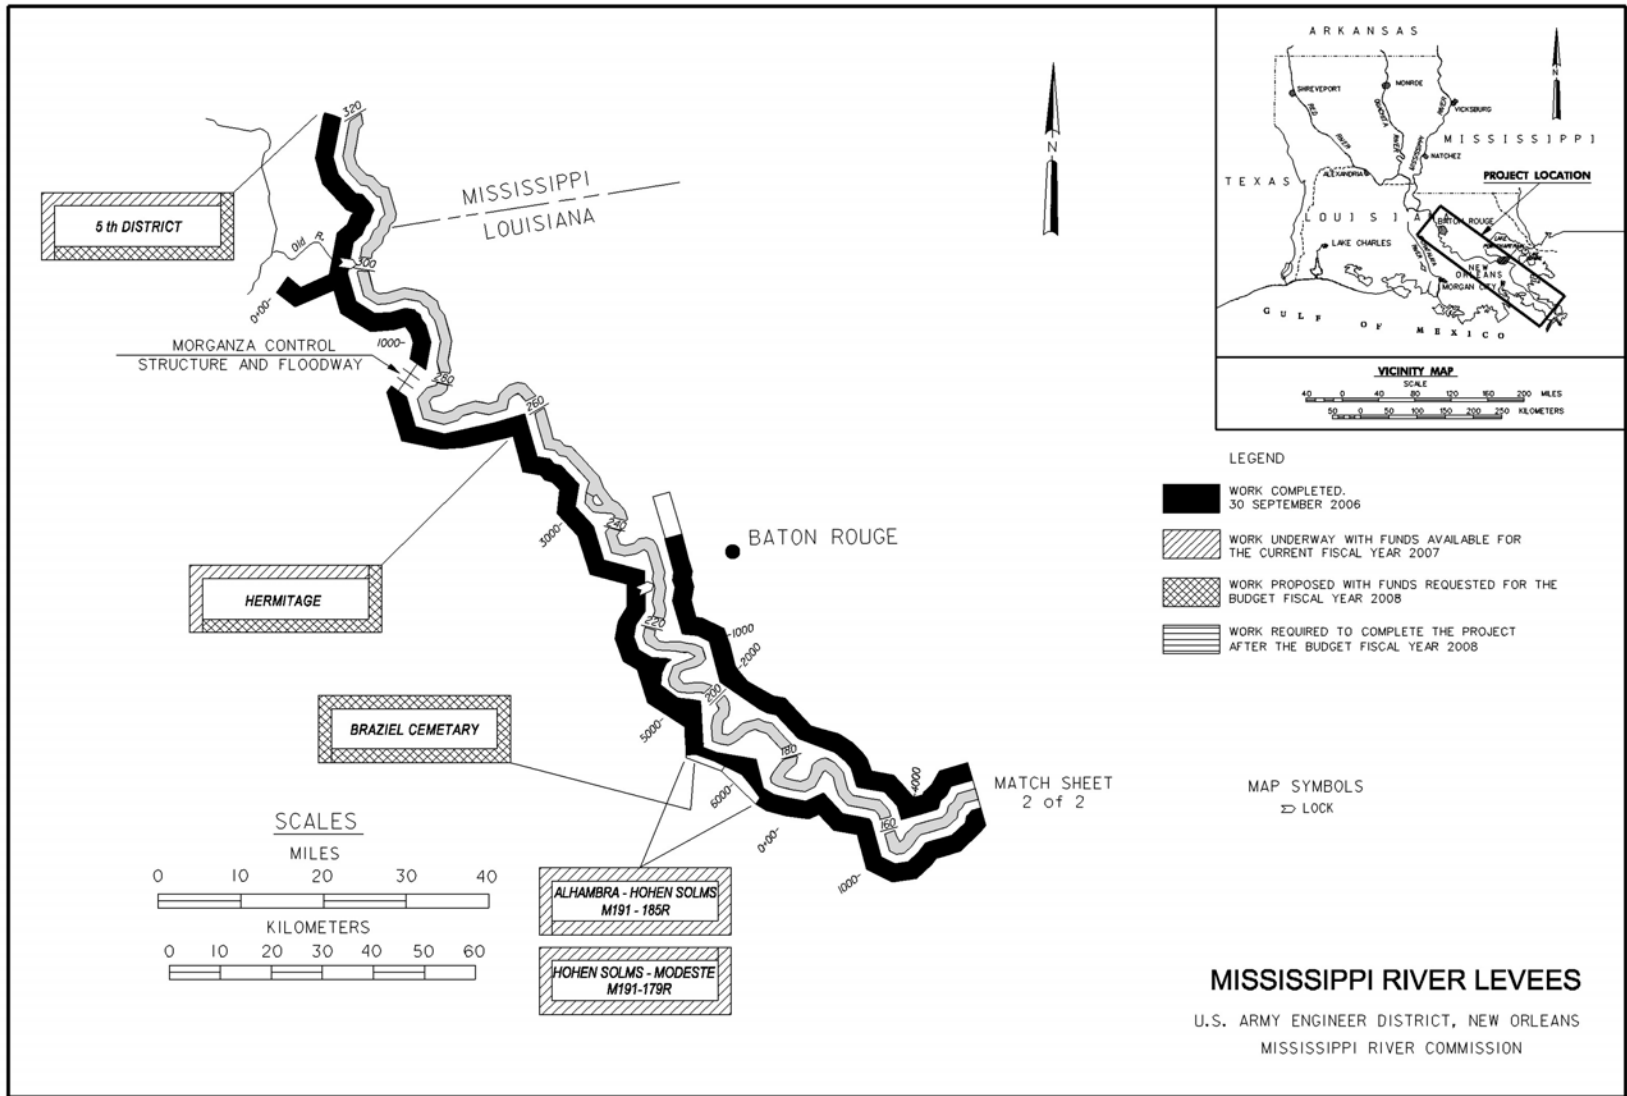 320
MISSISSIPPI
LOUISIANA
5 th DISTRICT
Old R.
300
0+00-
1000-
MORGANZA CONTROL
STRUCTURE AND FLOODWAY
280
260
240
3000-
BATON ROUGE
HERMITAGE
220
-1000
-2000
200
5000-
BRAZIEL CEMETARY
180
6000-
-4000
MATCH SHEET
2 of 2
160
0+00-
1000-
ALHAMBRA - HOHEN SOLMS
M191 - 185R
HOHEN SOLMS - MODESTE
M191-179R
SCALES
MILES
0 10 20 30 40
KILOMETERS
0 10 20 30 40 50 60
N
ARKANSAS
SHREVEPORT
MONROE
VICKSBURG
RED
RIVER
OUACHITA
RIVER
MISSISSIPPI
RIVER
MISSISSIPPI
NATCHEZ
ALEXANDRIA
TEXAS
PROJECT LOCATION
LOUISIANA
BATON ROUGE
LAKE CHARLES
NEW
ORLEANS
MORGAN CITY
GULF OF MEXICO
N
VICINITY MAP
SCALE
40 0 40 80 120 160 200 MILES
50 0 50 100 150 200 250 KILOMETERS
LEGEND
WORK COMPLETED.
30 SEPTEMBER 2006
WORK UNDERWAY WITH FUNDS AVAILABLE FOR
THE CURRENT FISCAL YEAR 2007
WORK PROPOSED WITH FUNDS REQUESTED FOR THE
BUDGET FISCAL YEAR 2008
WORK REQUIRED TO COMPLETE THE PROJECT
AFTER THE BUDGET FISCAL YEAR 2008
MAP SYMBOLS
LOCK
MISSISSIPPI RIVER LEVEES
U.S. ARMY ENGINEER DISTRICT, NEW ORLEANS
MISSISSIPPI RIVER COMMISSION